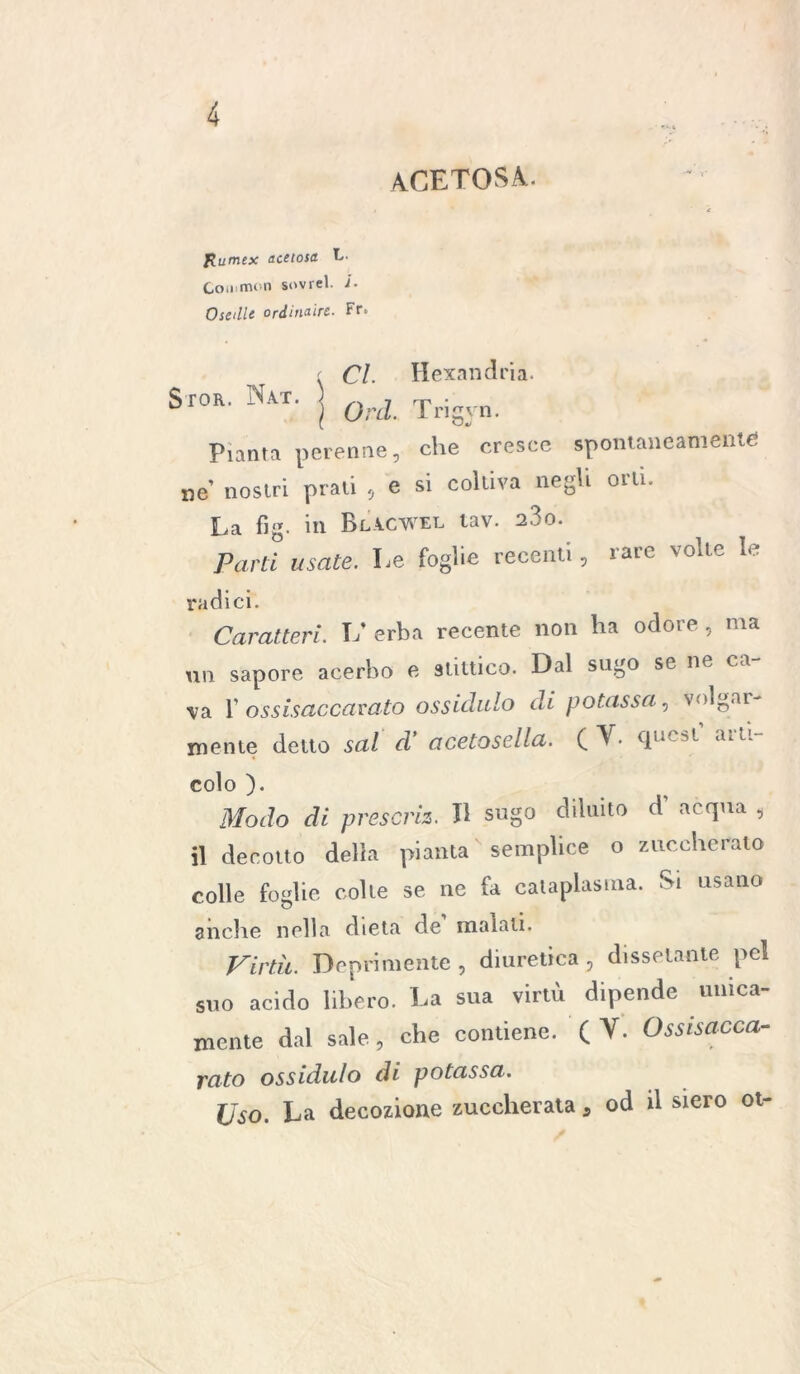 4
ACETOSA.
Rumex acetosa L.
Common sovrel. i.
Oseille ordinaire. Fr.
STOR. NAT. { Cl. Hexandria.
Ord. Trigyn.
Pianta perenne, che cresce spontaneamente
ne' nostri prati, e si coltiva negli orti.
La fig. in BLACWEL tav. 230.
Parti usate. Le foglie recenti, rare volte le
radici.
Caratteri. L'erba recente non ha odore, ma
un sapore acerbo e stittico. Dal sugo se ne ca-
va l'ossisaccarato ossidulo di potassa, volgar-
mente detto sal d'acetosella. (V. quest' arti-
colo).
Modo di prescriz. Il sugo diluito d'acqua,
il decotto della pianta semplice o zuccherato
colle foglie colte se ne fa cataplasma. Si usano
anche nella dieta de' malati.
Virtù. Deprimente, diuretica, dissetante pel
suo acido libero. La sua virtù dipende unica-
mente dal sale, che contiene. (V. Ossisacca-
rato ossidulo di potassa.
Uso. La decozione zuccherata, od il siero ot-